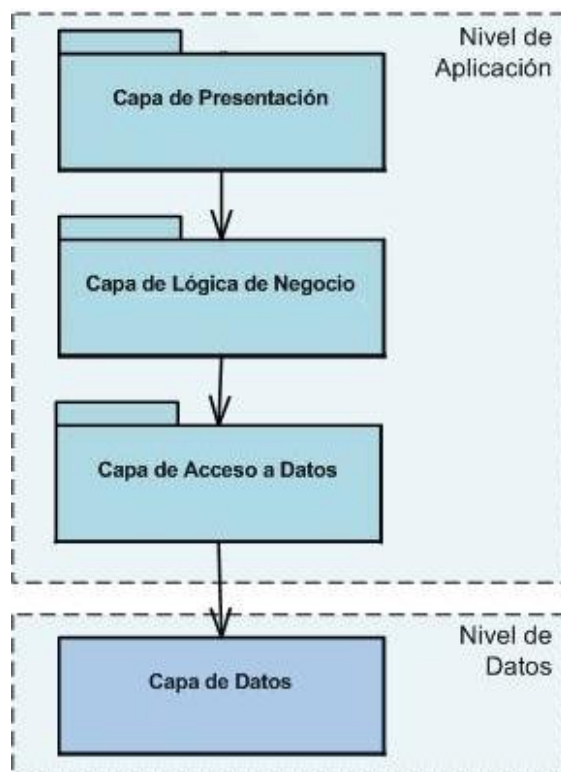 Nivel de
Aplicación
Capa de Presentación
Capa de Lógica de Negocio
Capa de Acceso a Datos
Nivel de
Datos
Capa de Datos